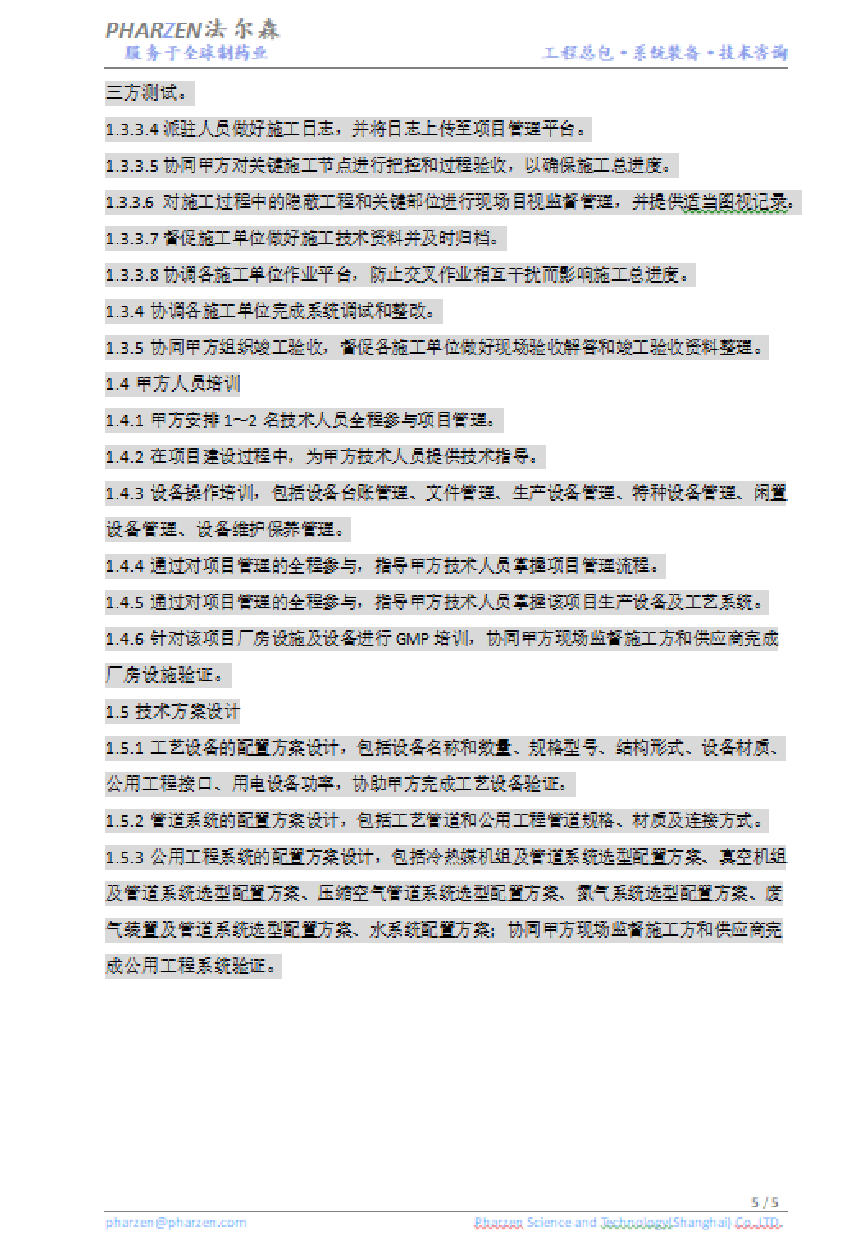 PHARZEN法尔森
服务于全球制药业
工程总包·系统装备·技术咨询
三方测试。
1.3.3.4 派驻人员做好施工日志，并将日志上传至项目管理平台。
1.3.3.5 协同甲方对关键施工节点进行把控和过程验收，以确保施工总进度。
1.3.3.6 对施工过程中的隐蔽工程和关键部位进行现场目视监督管理，并提供适当图视记录。
1.3.3.7 督促施工单位做好施工技术资料并及时归档。
1.3.3.8 协调各施工单位作业平台，防止交叉作业相互干扰而影响施工总进度。
1.3.4 协调各施工单位完成系统调试和整改。
1.3.5 协同甲方组织竣工验收，督促各施工单位做好现场验收解答和竣工验收资料整理。
1.4 甲方人员培训
1.4.1 甲方安排 1～2 名技术人员全程参与项目管理。
1.4.2 在项目建设过程中，为甲方技术人员提供技术指导。
1.4.3 设备操作培训，包括设备台账管理、文件管理、生产设备管理、特种设备管理、闲置
设备管理、设备维护保养管理。
1.4.4 通过对项目管理的全程参与，指导甲方技术人员掌握项目管理流程。
1.4.5 通过对项目管理的全程参与，指导甲方技术人员掌握该项目生产设备及工艺系统。
1.4.6 针对该项目厂房设施及设备进行 GMP 培训，协同甲方现场监督施工方和供应商完成
厂房设施验证。
1.5 技术方案设计
1.5.1 工艺设备的配置方案设计，包括设备名称和数量、规格型号、结构形式、设备材质、
公用工程接口、用电设备功率，协助甲方完成工艺设备验证。
1.5.2 管道系统的配置方案设计，包括工艺管道和公用工程管道规格、材质及连接方式。
1.5.3 公用工程系统的配置方案设计，包括冷热媒机组及管道系统选型配置方案、真空机组
及管道系统选型配置方案、压缩空气管道系统选型配置方案、氮气系统选型配置方案、废
气装置及管道系统选型配置方案、水系统配置方案；协同甲方现场监督施工方和供应商完
成公用工程系统验证。
5 / 5
pharzen@pharzen.com
Pharzen Science and Technology(Shanghai) Co.,LTD.